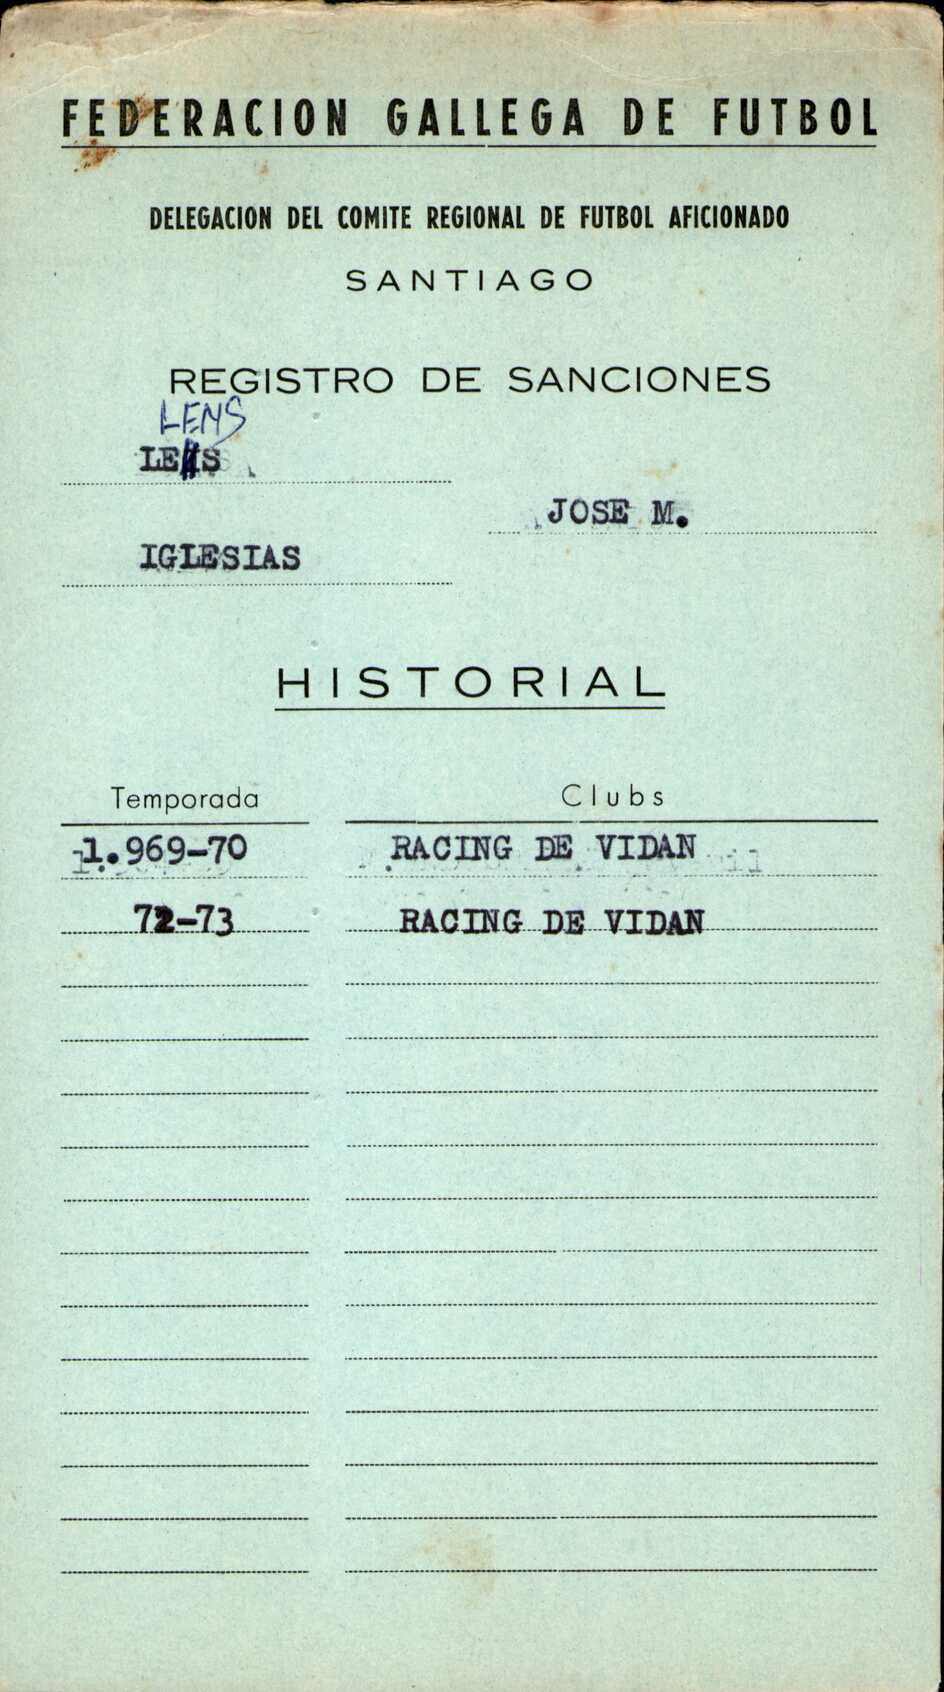 FEDERACION GALLEGA DE FUTBOL
DELEGACION DEL COMITE REGIONAL DE FUTBOL AFICIONADO
SANTIAGO
REGISTRO DE SANCIONES
LENS
JOSE M.
IGLESIAS
HISTORIAL
Temporada Clubs
1.969-70 RACING DE VIDAN
72-73 RACING DE VIDAN